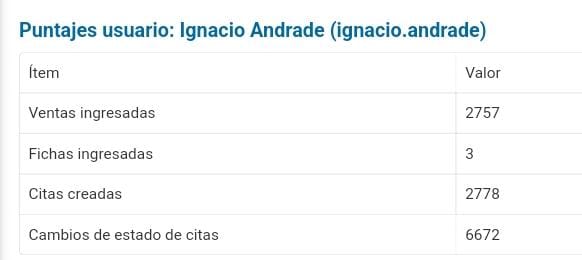 Puntajes usuario: Ignacio Andrade (ignacio.andrade)
Ítem Valor
Ventas ingresadas 2757
Fichas ingresadas 3
Citas creadas 2778
Cambios de estado de citas 6672